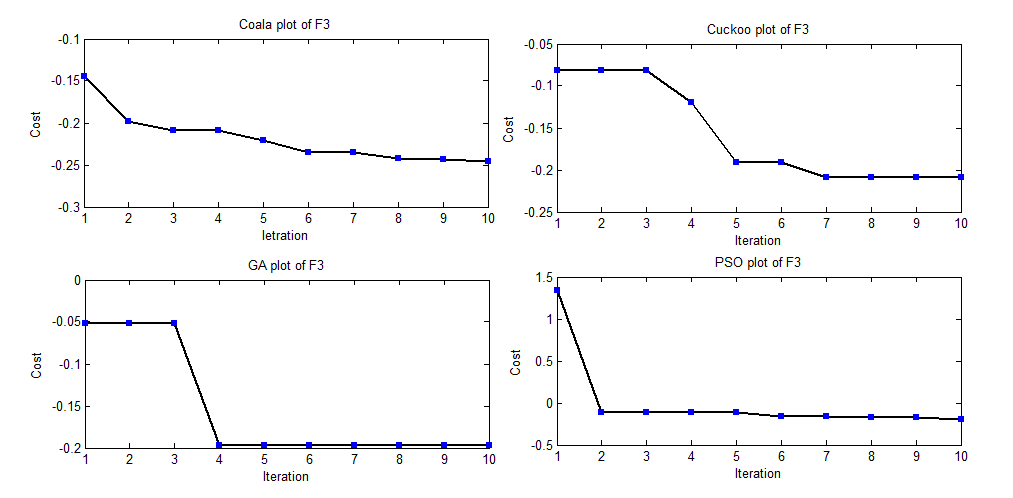 Coala plot of F3
-0.1
-0.15
-0.2
-0.25
-0.3
Cost
1 2 3 4 5 6 7 8 9 10
Ietration
Cuckoo plot of F3
-0.05
-0.1
-0.15
-0.2
-0.25
Cost
1 2 3 4 5 6 7 8 9 10
Iteration
GA plot of F3
0
-0.05
-0.1
-0.15
-0.2
Cost
1 2 3 4 5 6 7 8 9 10
Iteration
PSO plot of F3
1.5
1
0.5
0
-0.5
Cost
1 2 3 4 5 6 7 8 9 10
Iteration